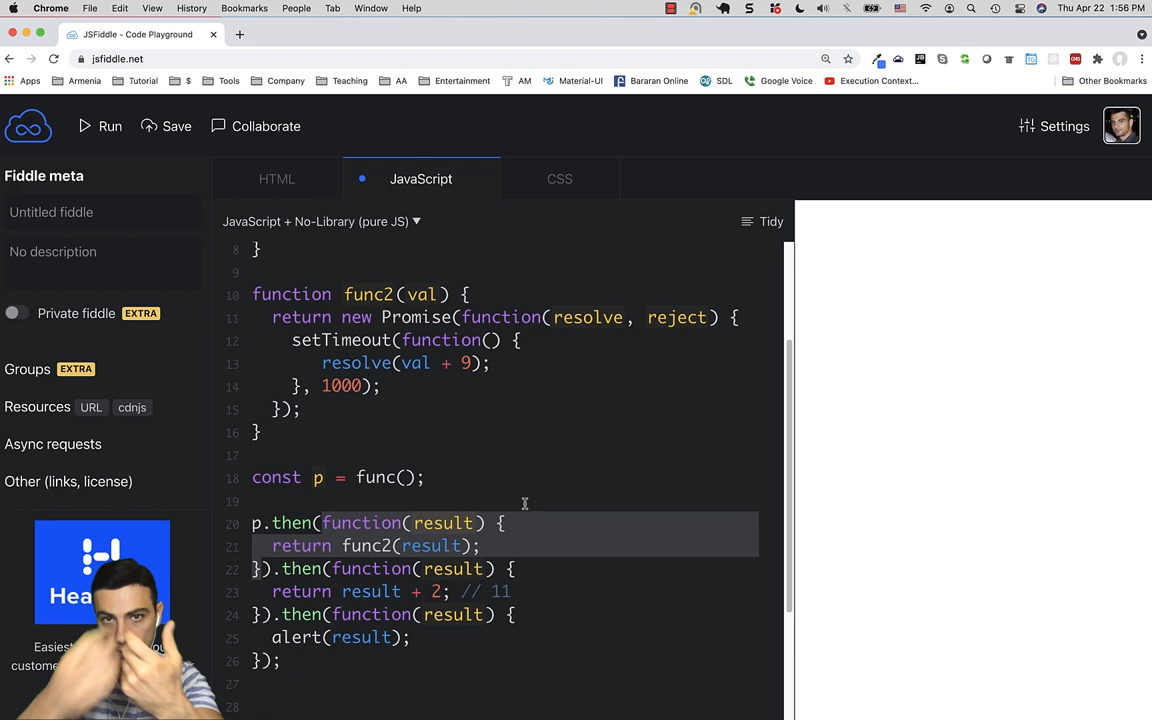 Chrome File Edit View History Bookmarks People Tab Window Help Thu Apr 22 1:56 PM
JSFiddle - Code Playground
jsfiddle.net
Apps Armenia Tutorial $ Tools Company Teaching AA Entertainment AM Material-UI Bararan Online SDL Google Voice Execution Context... Other Bookmarks
Run Save Collaborate Settings
Fiddle meta
Untitled fiddle
No description
Private fiddle EXTRA
Groups EXTRA
Resources URL cdnjs
Async requests
Other (links, license)
Hea
Easies
custome
HTML JavaScript CSS
JavaScript + No-Library (pure JS) ▼ Tidy
8 }
9
10 function func2(val) {
11 return new Promise(function(resolve, reject) {
12 setTimeout(function() {
13 resolve(val + 9);
14 }, 1000);
15 });
16 }
17
18 const p = func();
19
20 p.then(function(result) {
21 return func2(result);
22 }).then(function(result) {
23 return result + 2; // 11
24 }).then(function(result) {
25 alert(result);
26 });
27
28